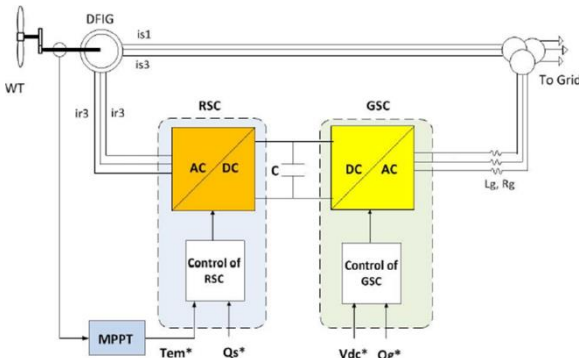 DFIG
is1
is3
WT
To Grid
ir3
ir3
RSC
GSC
AC
DC
C
DC
AC
Lg, Rg
Control of
RSC
Control of
GSC
MPPT
Tem*
Qs*
Vdc*
Qg*